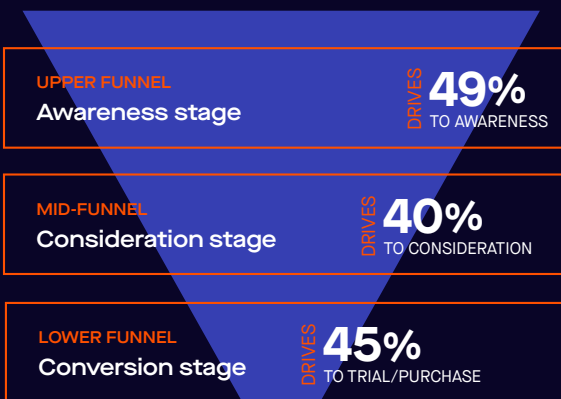 UPPER FUNNEL
Awareness stage
DRIVES
49%
TO AWARENESS
MID-FUNNEL
Consideration stage
DRIVES
40%
TO CONSIDERATION
LOWER FUNNEL
Conversion stage
DRIVES
45%
TO TRIAL/PURCHASE